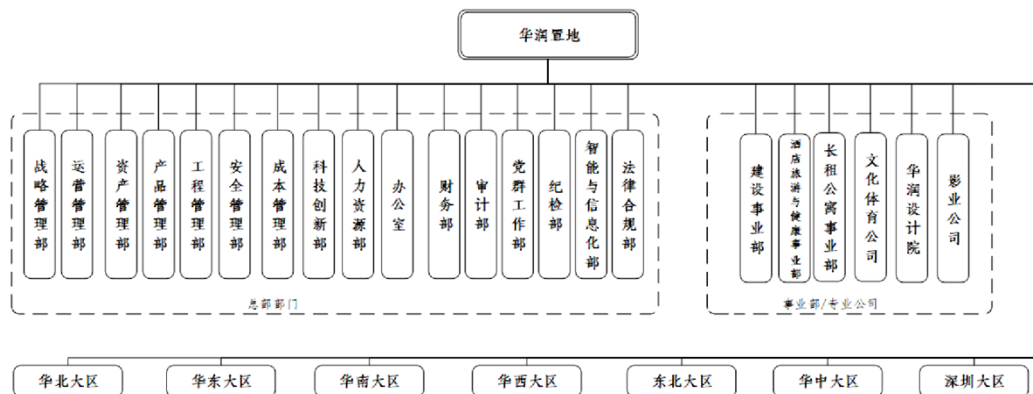 华润置地
战略管理部
运营管理部
资产管理部
产品管理部
工程管理部
安全管理部
成本管理部
科技创新部
人力资源部
办公室
财务部
审计部
党群工作部
纪检部
智能与信息化部
法律合规部
建设事业部
酒店旅游与健康事业部
长租公寓事业部
文化体育公司
华润设计院
影业公司
总部部门
事业部/专业公司
华北大区
华东大区
华南大区
华西大区
东北大区
华中大区
深圳大区